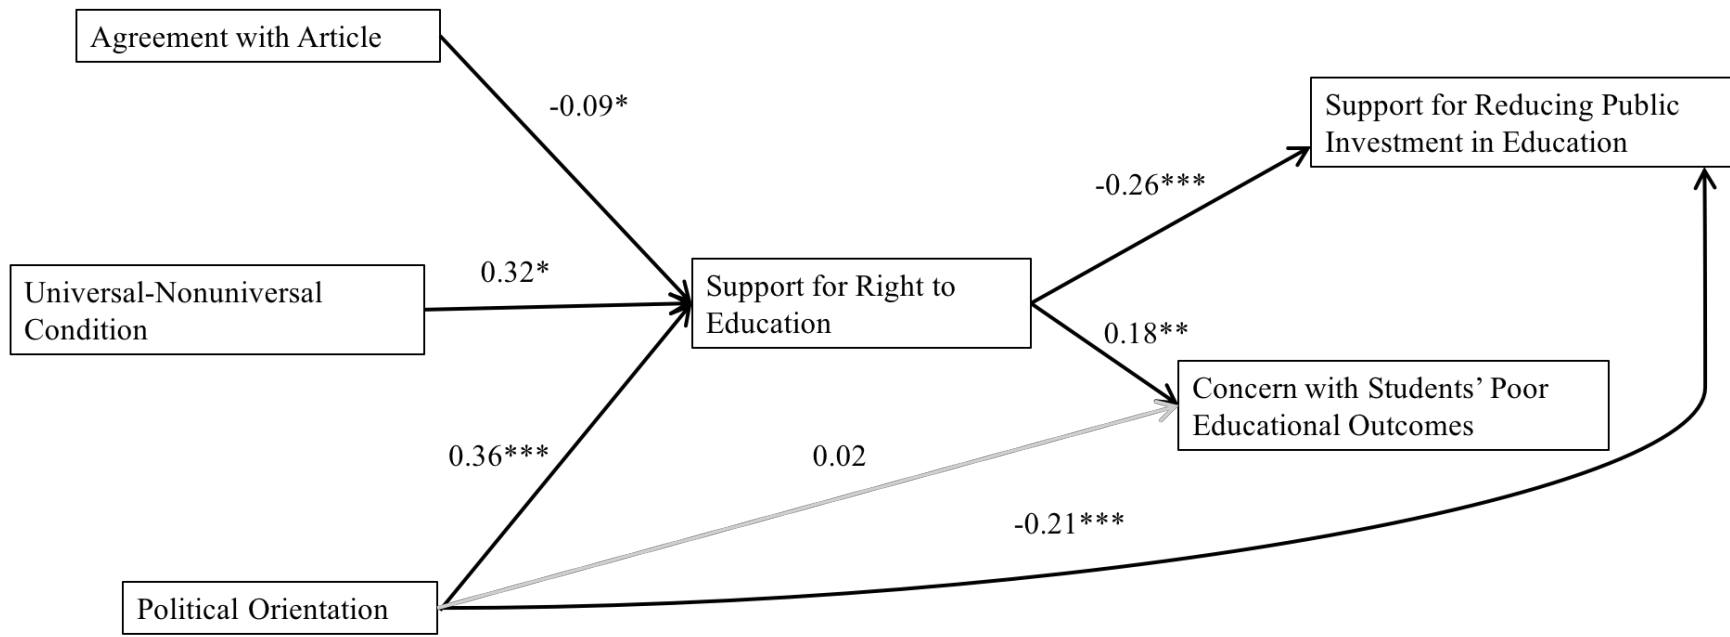 Agreement with Article
-0.09*
Support for Reducing Public
Investment in Education
-0.26***
Universal-Nonuniversal
Condition
0.32*
Support for Right to
Education
0.18**
Concern with Students’ Poor
Educational Outcomes
0.36***
0.02
-0.21***
Political Orientation